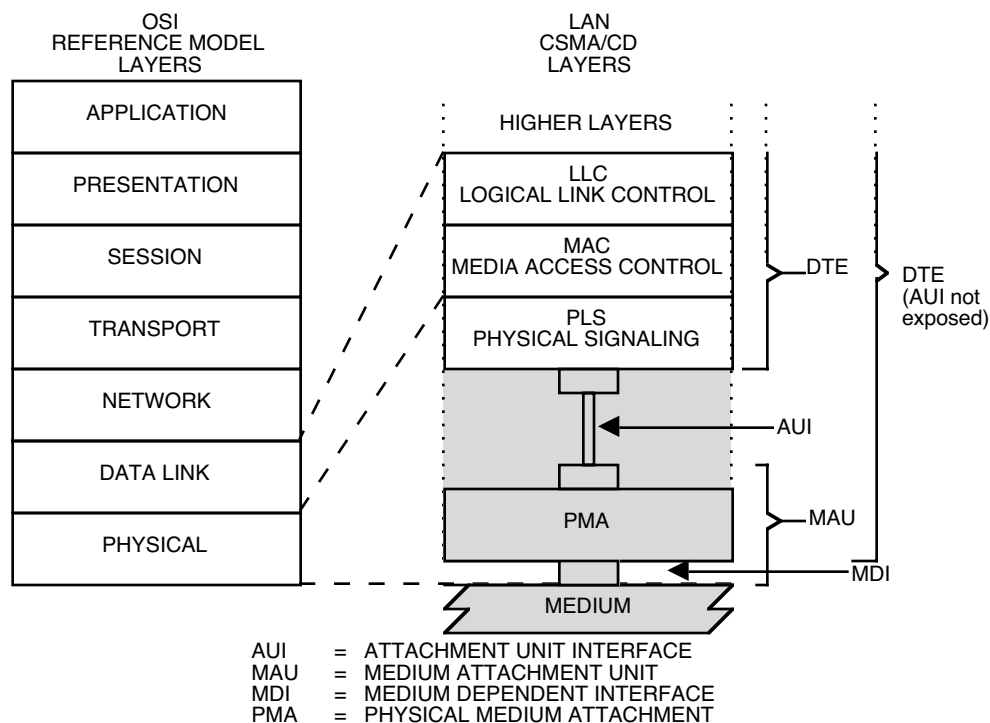 OSI
REFERENCE MODEL
LAYERS
APPLICATION
PRESENTATION
SESSION
TRANSPORT
NETWORK
DATA LINK
PHYSICAL
LAN
CSMA/CD
LAYERS
HIGHER LAYERS
LLC
LOGICAL LINK CONTROL
MAC
MEDIA ACCESS CONTROL
PLS
PHYSICAL SIGNALING
PMA
MEDIUM
DTE
DTE
(AUI not
exposed)
AUI
MAU
MDI
AUI = ATTACHMENT UNIT INTERFACE
MAU = MEDIUM ATTACHMENT UNIT
MDI = MEDIUM DEPENDENT INTERFACE
PMA = PHYSICAL MEDIUM ATTACHMENT